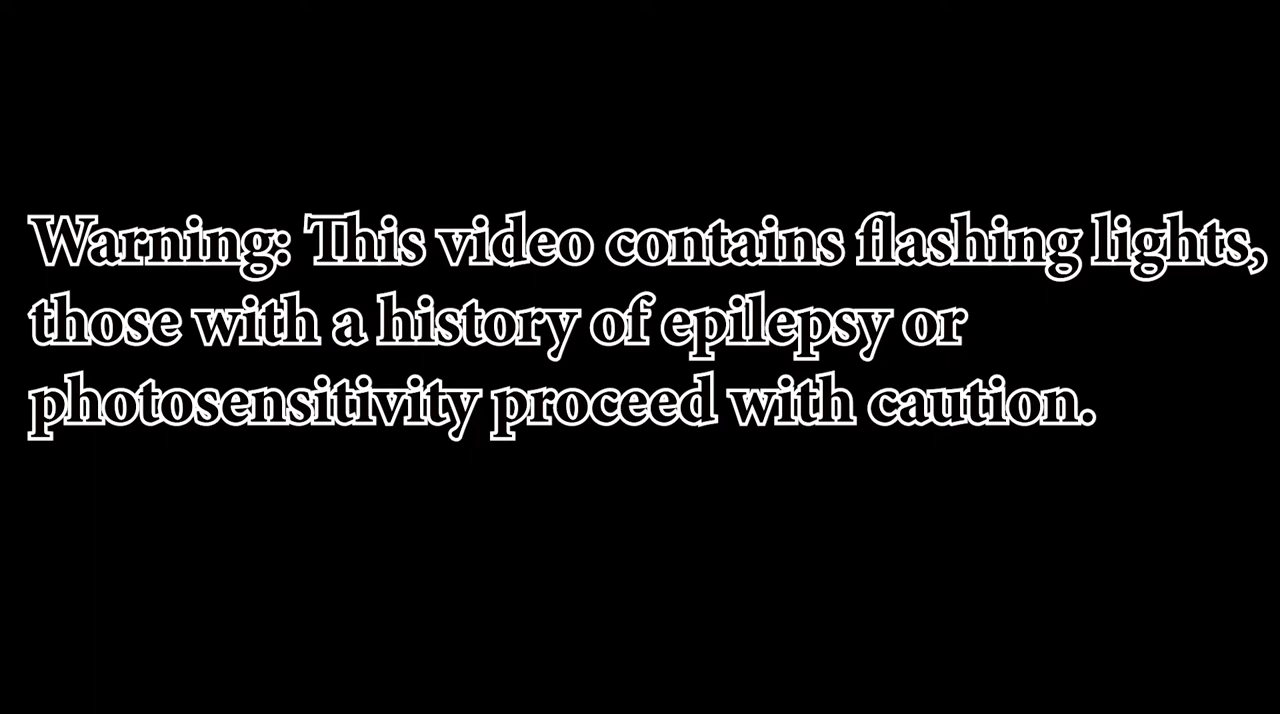 Warning: This video contains flashing lights,
those with a history of epilepsy or
photosensitivity proceed with caution.